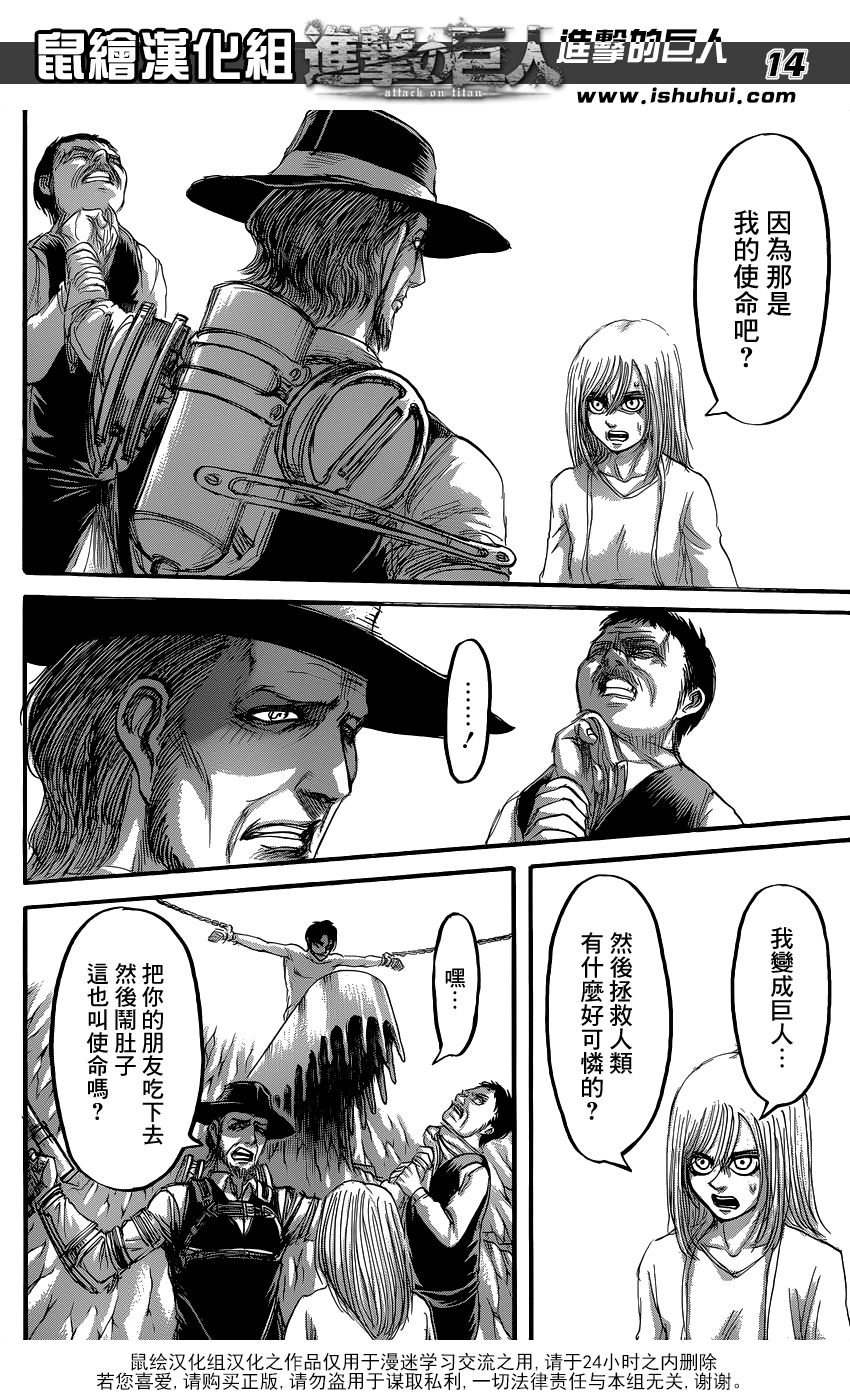 鼠繪漢化組
進撃の巨人
attack on titan
進擊的巨人
14
www.ishuhui.com
因為那是
我的使命吧？
……！
我變成巨人…
然後拯救人類
有什麼好可憐的？
嘿…
把你的朋友吃下去
然後鬧肚子
這也叫使命嗎？
鼠绘汉化组汉化之作品仅用于漫迷学习交流之用, 请于24小时之内删除
若您喜爱, 请购买正版, 请勿盗用于谋取私利, 一切法律责任与本组无关, 谢谢.